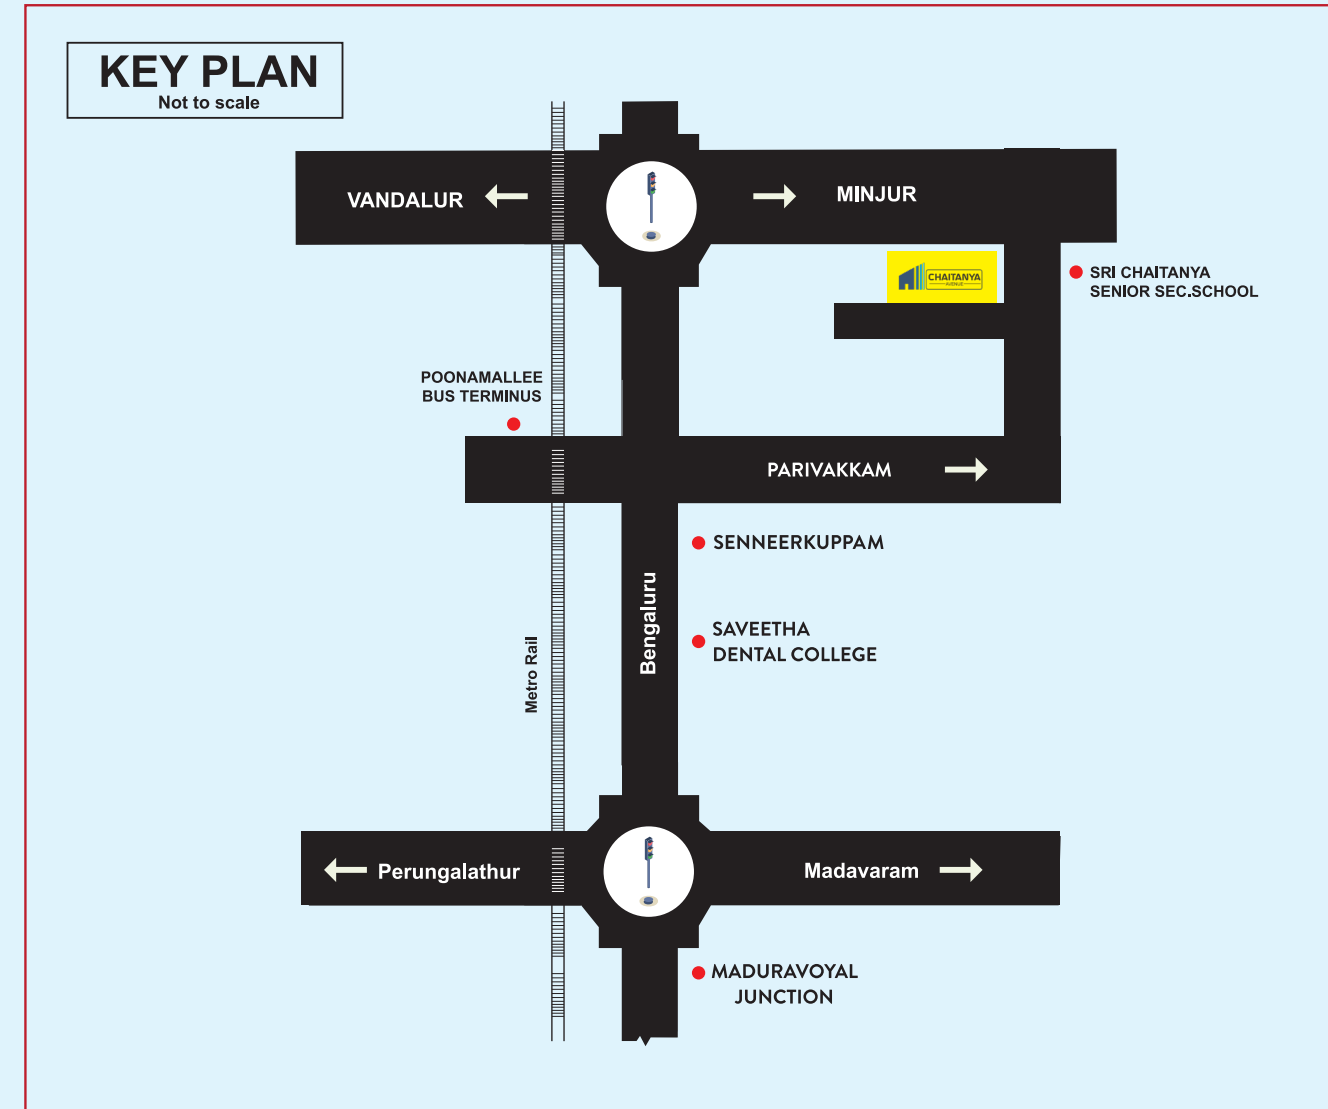 KEY PLAN
Not to scale
VANDALUR
MINJUR
CHAITANYA
AVENUE
SRI CHAITANYA
SENIOR SEC.SCHOOL
POONAMALLEE
BUS TERMINUS
PARIVAKKAM
SENNEERKUPPAM
Bengaluru
SAVEETHA
DENTAL COLLEGE
Metro Rail
Perungalathur
Madavaram
MADURAVOYAL
JUNCTION